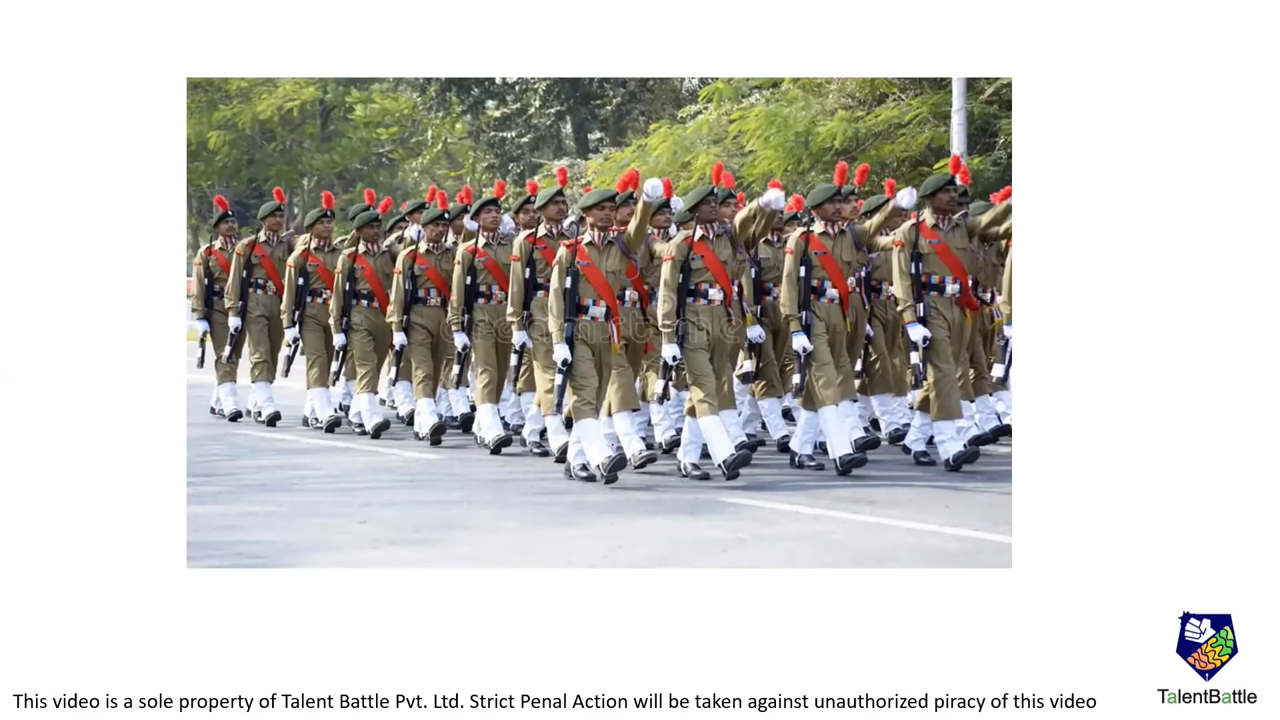 dreamstime
TalentBattle
This video is a sole property of Talent Battle Pvt. Ltd. Strict Penal Action will be taken against unauthorized piracy of this video